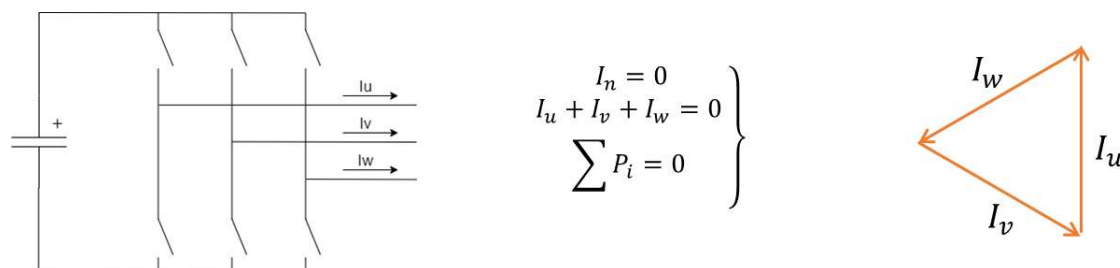 +
Iu
Iv
Iw
I_n = 0
I_u + I_v + I_w = 0
∑ P_i = 0
I_w
I_u
I_v